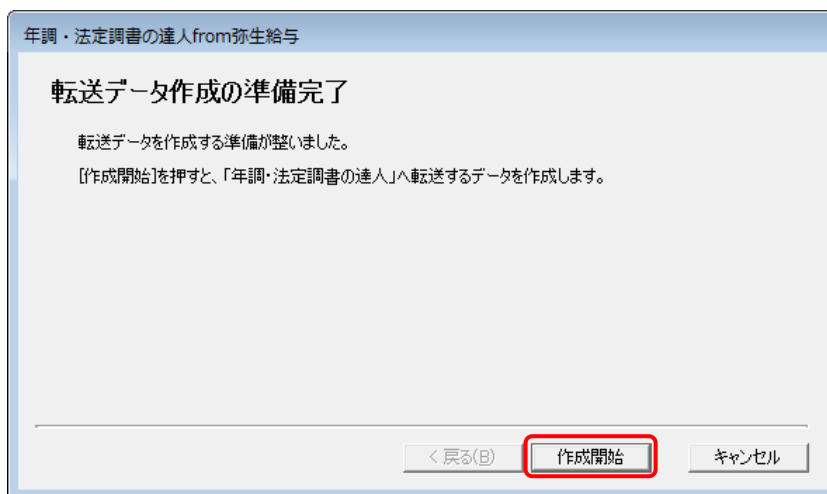 年調・法定調書の達人from弥生給与
転送データ作成の準備完了
転送データを作成する準備が整いました。
[作成開始]を押すと、「年調・法定調書の達人」へ転送するデータを作成します。
< 戻る(B) 作成開始 キャンセル